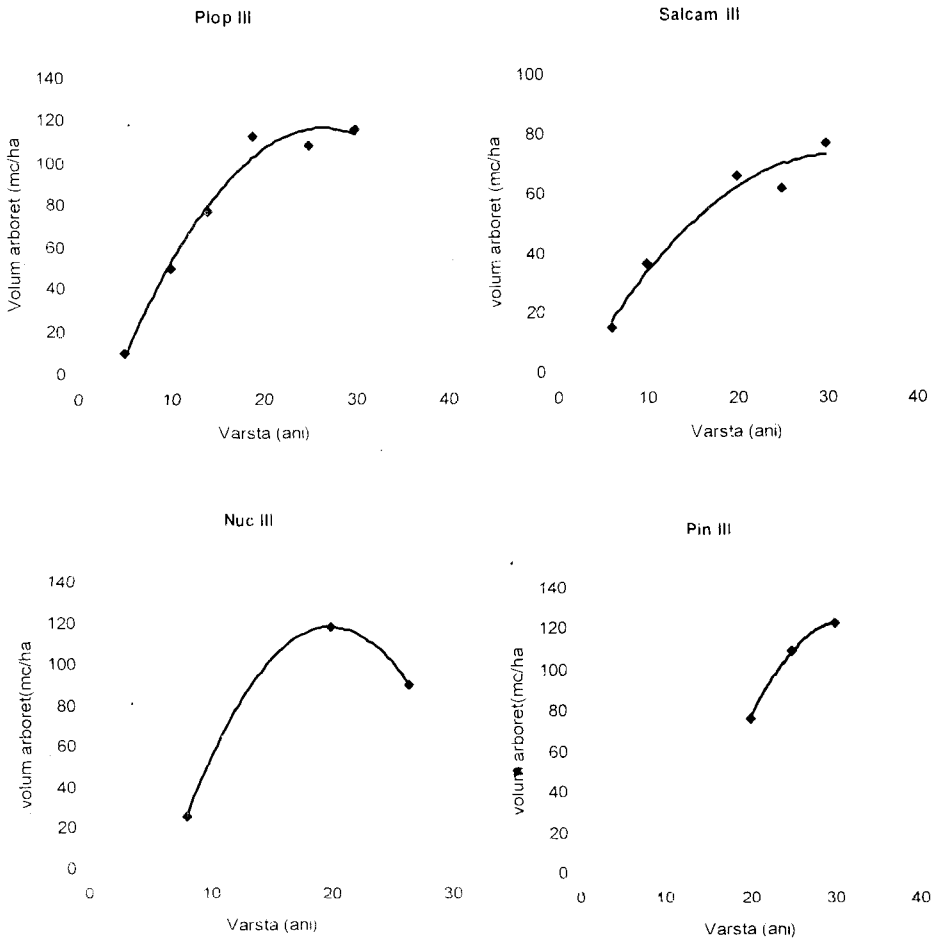 Plop III
Volum arboret (mc/ha)
140
120
100
80
60
40
20
0
0 10 20 30 40
Varsta (ani)
Salcam III
volum arboret (mc/ha)
100
80
60
40
20
0
0 10 20 30 40
Varsta (ani)
Nuc III
volum arboret(mc/ha
140
120
100
80
60
40
20
0
0 10 20 30
Varsta (ani)
Pin III
volum arboret(mc/ha
140
120
100
80
60
40
20
0
0 10 20 30 40
Varsta (ani)